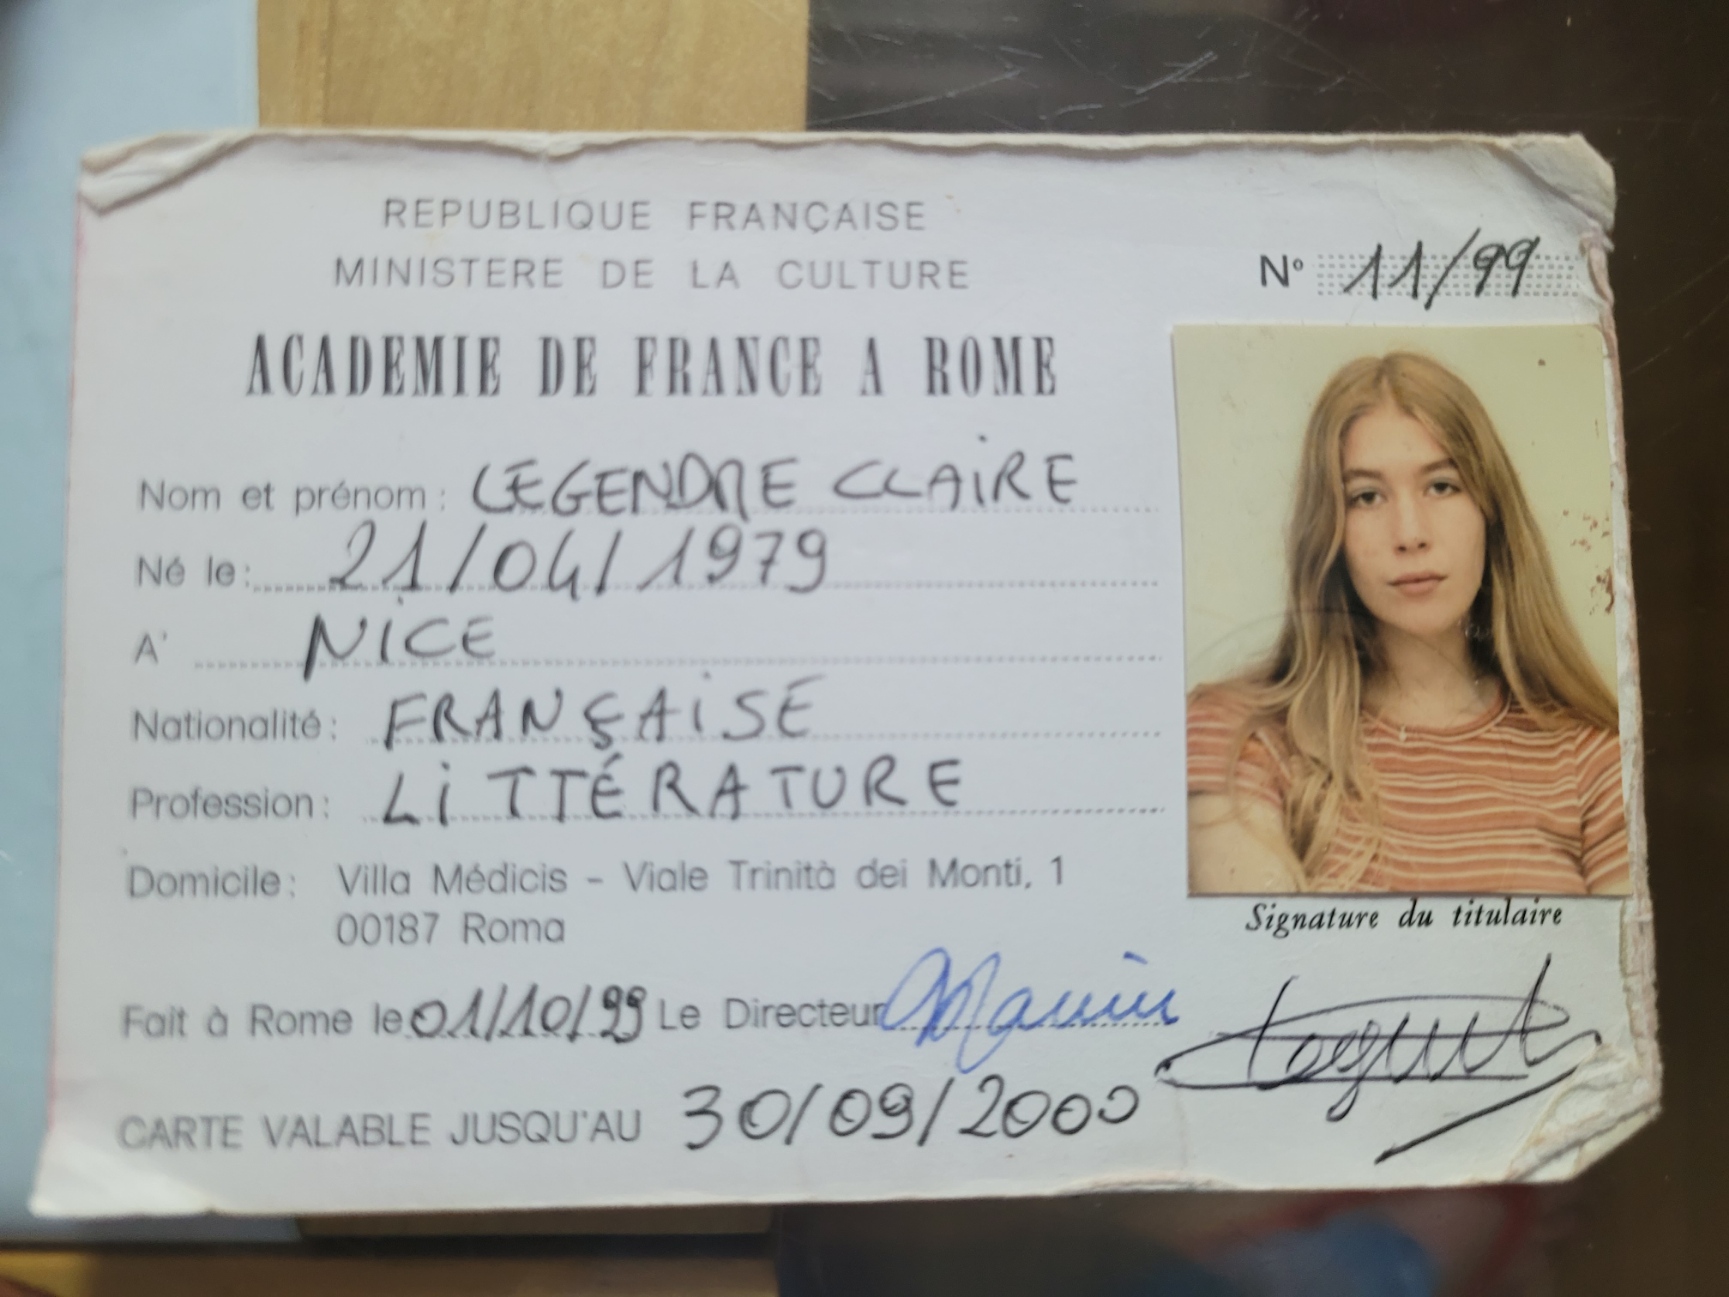 REPUBLIQUE FRANÇAISE
MINISTERE DE LA CULTURE
N° 11/99
ACADEMIE DE FRANCE A ROME
Nom et prénom : LEGENDRE CLAIRE
Né le: 21/04/1979
A' NICE
Nationalité : FRANÇAISE
Profession : LITTÉRATURE
Domicile : Villa Médicis - Viale Trinità dei Monti, 1
00187 Roma
Signature du titulaire
Fait à Rome le 01/10/99 Le Directeur
CARTE VALABLE JUSQU'AU 30/09/2000